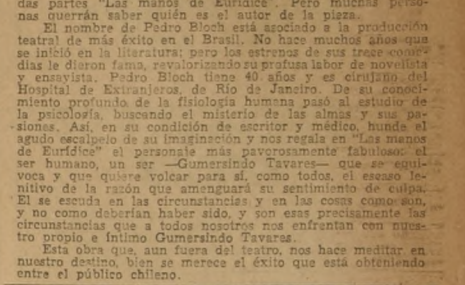 das partes "Las manos de Eurídice". Pero muchas perso-
nas querrán saber quién es el autor de la pieza.
El nombre de Pedro Bloch está asociado a la producción
teatral de más éxito en el Brasil. No hace muchos años que
se inició en la literatura; pero los estrenos de sus trece come-
dias le dieron fama, revalorizando su profusa labor de novelista
y ensayista. Pedro Bloch tiene 40 años y es cirujano del
Hospital de Extranjeros, de Río de Janeiro. De su conoci-
miento profundo de la fisiología humana pasó al estudio de
la psicología, buscando el misterio de las almas y sus pa-
siones. Así, en su condición de escritor y médico, hunde el
agudo escalpelo de su imaginación y nos regala en "Las manos
de Eurídice" el personaje más pavorosamente fabuloso: el
ser humano, un ser —Gumersindo Tavares— que se equi-
voca y que quiere volcar para sí, como todos, el escaso le-
nitivo de la razón que amenguará su sentimiento de culpa.
El se escuda en las circunstancias y en las cosas como son,
y no como deberían haber sido, y son esas precisamente las
circunstancias que a todos nosotros nos enfrentan con nues-
tro propio e íntimo Gumersindo Tavares.
Esta obra que, aun fuera del teatro, nos hace meditar en
nuestro destino, bien se merece el éxito que está obteniendo
entre el público chileno.